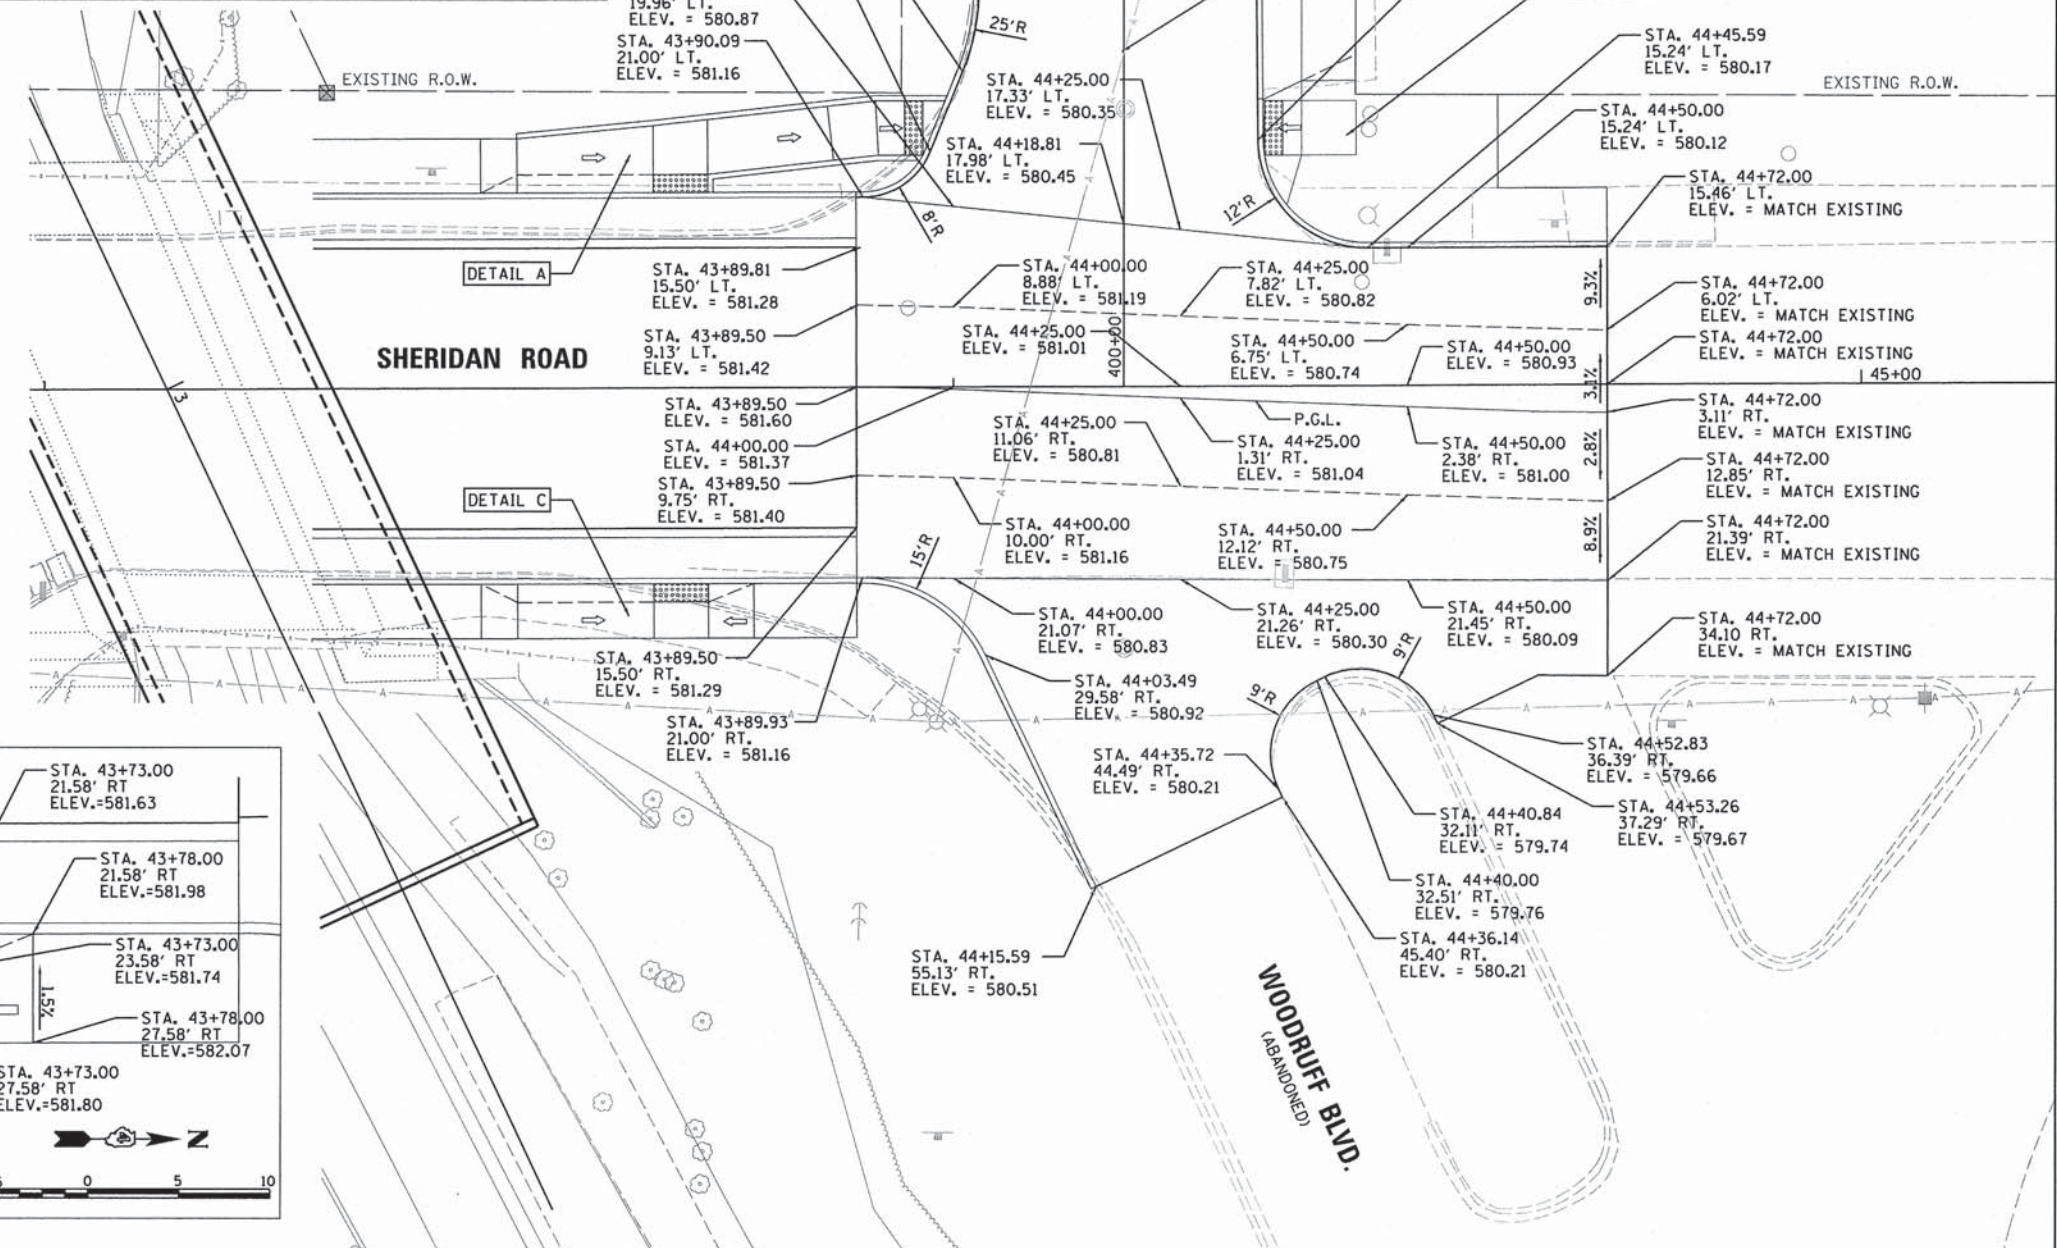 19.96' LT.
ELEV. = 580.87
STA. 43+90.09
21.00' LT.
ELEV. = 581.16
25'R
EXISTING R.O.W.
STA. 44+25.00
17.33' LT.
ELEV. = 580.35
STA. 44+18.81
17.98' LT.
ELEV. = 580.45
8'R
12'R
STA. 44+45.59
15.24' LT.
ELEV. = 580.17
EXISTING R.O.W.
STA. 44+50.00
15.24' LT.
ELEV. = 580.12
STA. 44+72.00
15.46' LT.
ELEV. = MATCH EXISTING
DETAIL A
STA. 43+89.81
15.50' LT.
ELEV. = 581.28
STA. 44+00.00
8.88' LT.
ELEV. = 581.19
STA. 44+25.00
7.82' LT.
ELEV. = 580.82
9.3%
STA. 44+72.00
6.02' LT.
ELEV. = MATCH EXISTING
SHERIDAN ROAD
STA. 43+89.50
9.13' LT.
ELEV. = 581.42
STA. 44+25.00
ELEV. = 581.01
400+00
STA. 44+50.00
6.75' LT.
ELEV. = 580.74
STA. 44+50.00
ELEV. = 580.93
3.1%
STA. 44+72.00
ELEV. = MATCH EXISTING
45+00
1
3
STA. 43+89.50
ELEV. = 581.60
STA. 44+00.00
ELEV. = 581.37
STA. 43+89.50
9.75' RT.
ELEV. = 581.40
STA. 44+25.00
11.06' RT.
ELEV. = 580.81
P.G.L.
STA. 44+25.00
1.31' RT.
ELEV. = 581.04
STA. 44+50.00
2.38' RT.
ELEV. = 581.00
2.8%
STA. 44+72.00
3.11' RT.
ELEV. = MATCH EXISTING
STA. 44+72.00
12.85' RT.
ELEV. = MATCH EXISTING
DETAIL C
15'R
STA. 44+00.00
10.00' RT.
ELEV. = 581.16
STA. 44+50.00
12.12' RT.
ELEV. = 580.75
8.9%
STA. 44+72.00
21.39' RT.
ELEV. = MATCH EXISTING
STA. 44+00.00
21.07' RT.
ELEV. = 580.83
STA. 44+25.00
21.26' RT.
ELEV. = 580.30
STA. 44+50.00
21.45' RT.
ELEV. = 580.09
STA. 44+72.00
34.10 RT.
ELEV. = MATCH EXISTING
STA. 43+89.50
15.50' RT.
ELEV. = 581.29
STA. 43+89.93
21.00' RT.
ELEV. = 581.16
STA. 44+03.49
29.58' RT.
ELEV. = 580.92
9'R
9'R
STA. 44+35.72
44.49' RT.
ELEV. = 580.21
STA. 44+52.83
36.39' RT.
ELEV. = 579.66
STA. 44+53.26
37.29' RT.
ELEV. = 579.67
STA. 44+40.84
32.11' RT.
ELEV. = 579.74
STA. 44+40.00
32.51' RT.
ELEV. = 579.76
STA. 44+36.14
45.40' RT.
ELEV. = 580.21
STA. 44+15.59
55.13' RT.
ELEV. = 580.51
WOODRUFF BLVD.
(ABANDONED)
STA. 43+73.00
21.58' RT
ELEV.=581.63
STA. 43+78.00
21.58' RT
ELEV.=581.98
STA. 43+73.00
23.58' RT
ELEV.=581.74
1.5%
STA. 43+78.00
27.58' RT
ELEV.=582.07
STA. 43+73.00
27.58' RT
ELEV.=581.80
N
0 5 10